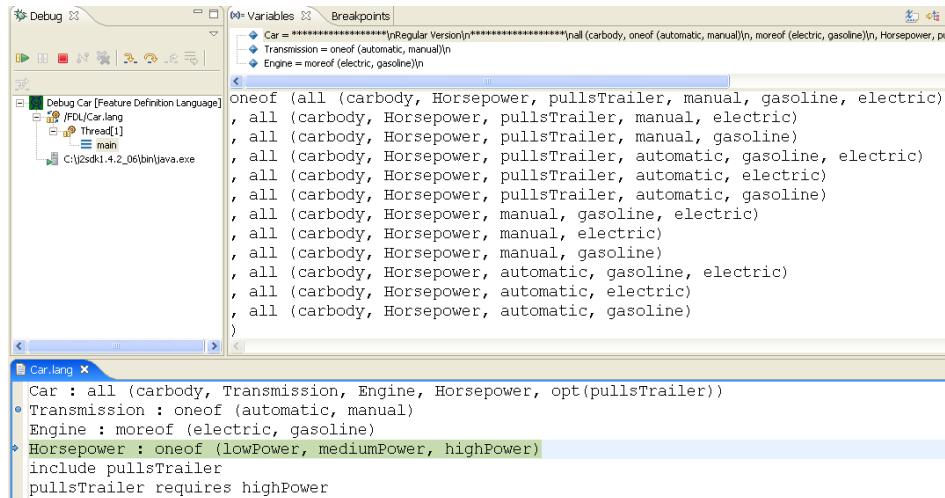 Debug
Debug Car [Feature Definition Language]
/FDL/Car.lang
Thread[1]
main
C:\j2sdk1.4.2_06\bin\java.exe
(x)= Variables Breakpoints
Car = ******************\nRegular Version\n*******************\nall (carbody, oneof (automatic, manual)\n, moreof (electric, gasoline)\n, Horsepower, pu
Transmission = oneof (automatic, manual)\n
Engine = moreof (electric, gasoline)\n
oneof (all (carbody, Horsepower, pullsTrailer, manual, gasoline, electric)
, all (carbody, Horsepower, pullsTrailer, manual, electric)
, all (carbody, Horsepower, pullsTrailer, manual, gasoline)
, all (carbody, Horsepower, pullsTrailer, automatic, gasoline, electric)
, all (carbody, Horsepower, pullsTrailer, automatic, electric)
, all (carbody, Horsepower, pullsTrailer, automatic, gasoline)
, all (carbody, Horsepower, manual, gasoline, electric)
, all (carbody, Horsepower, manual, electric)
, all (carbody, Horsepower, manual, gasoline)
, all (carbody, Horsepower, automatic, gasoline, electric)
, all (carbody, Horsepower, automatic, electric)
, all (carbody, Horsepower, automatic, gasoline)
)
Car.lang
Car : all (carbody, Transmission, Engine, Horsepower, opt(pullsTrailer))
Transmission : oneof (automatic, manual)
Engine : moreof (electric, gasoline)
Horsepower : oneof (lowPower, mediumPower, highPower)
include pullsTrailer
pullsTrailer requires highPower